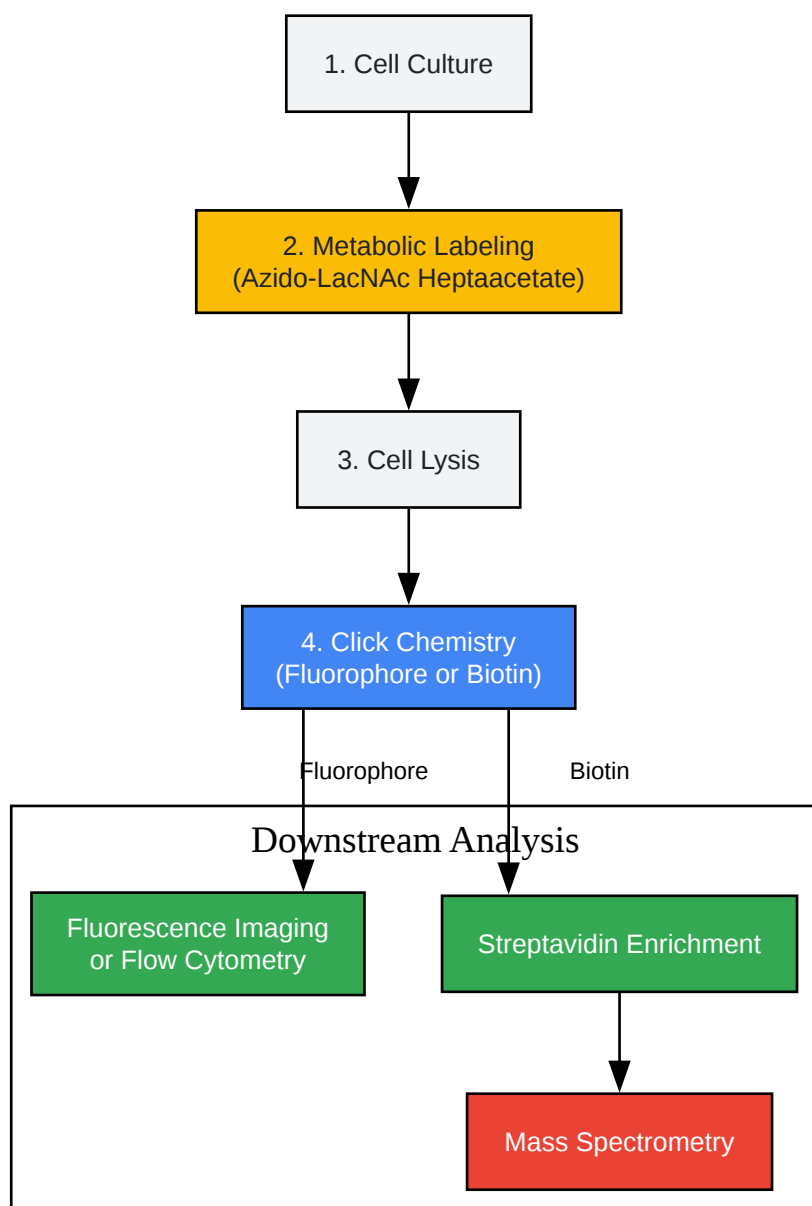 1. Cell Culture
2. Metabolic Labeling
(Azido-LacNAc Heptaacetate)
3. Cell Lysis
4. Click Chemistry
(Fluorophore or Biotin)
Fluorophore
Biotin
Downstream Analysis
Fluorescence Imaging
or Flow Cytometry
Streptavidin Enrichment
Mass Spectrometry